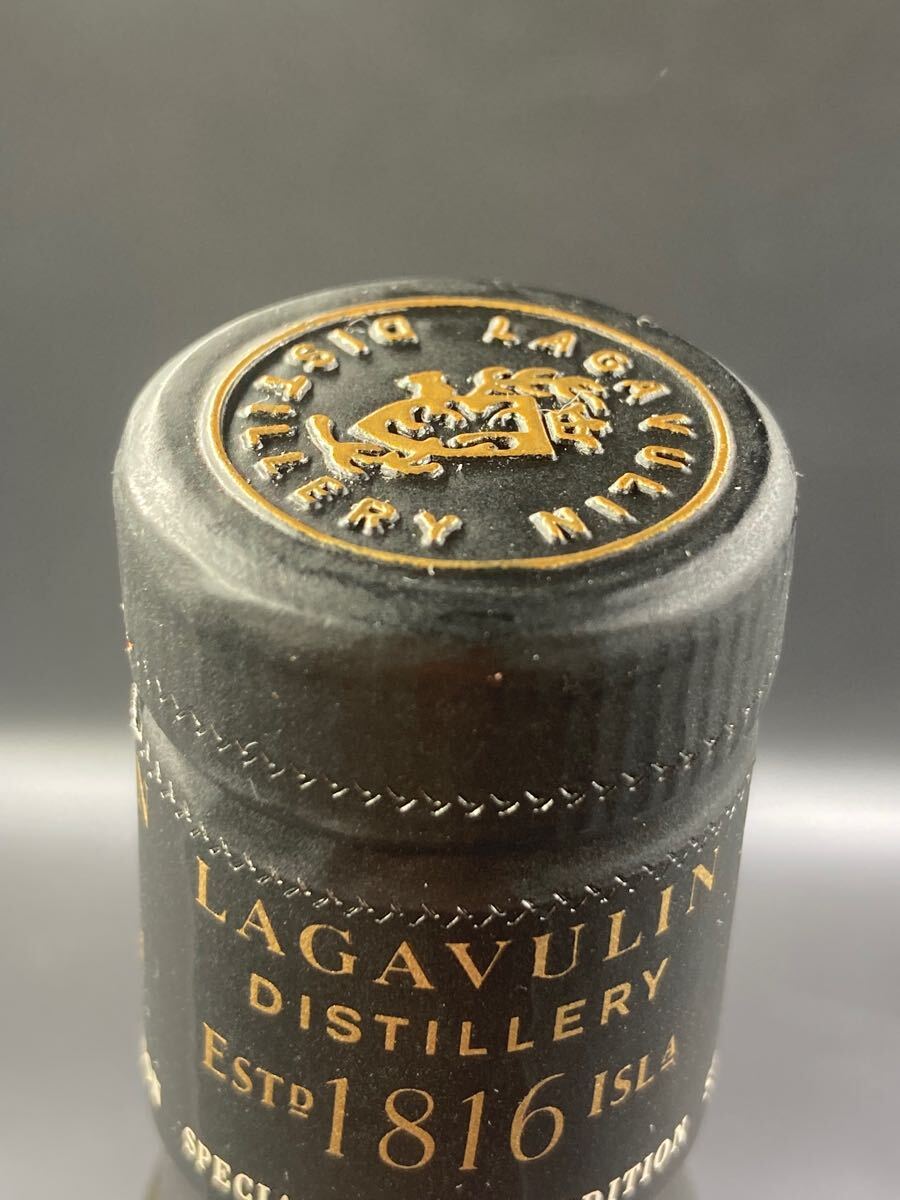 LAGAVULIN DISTILLERY
LAGAVULIN
DISTILLERY
ESTD 1816 ISLA